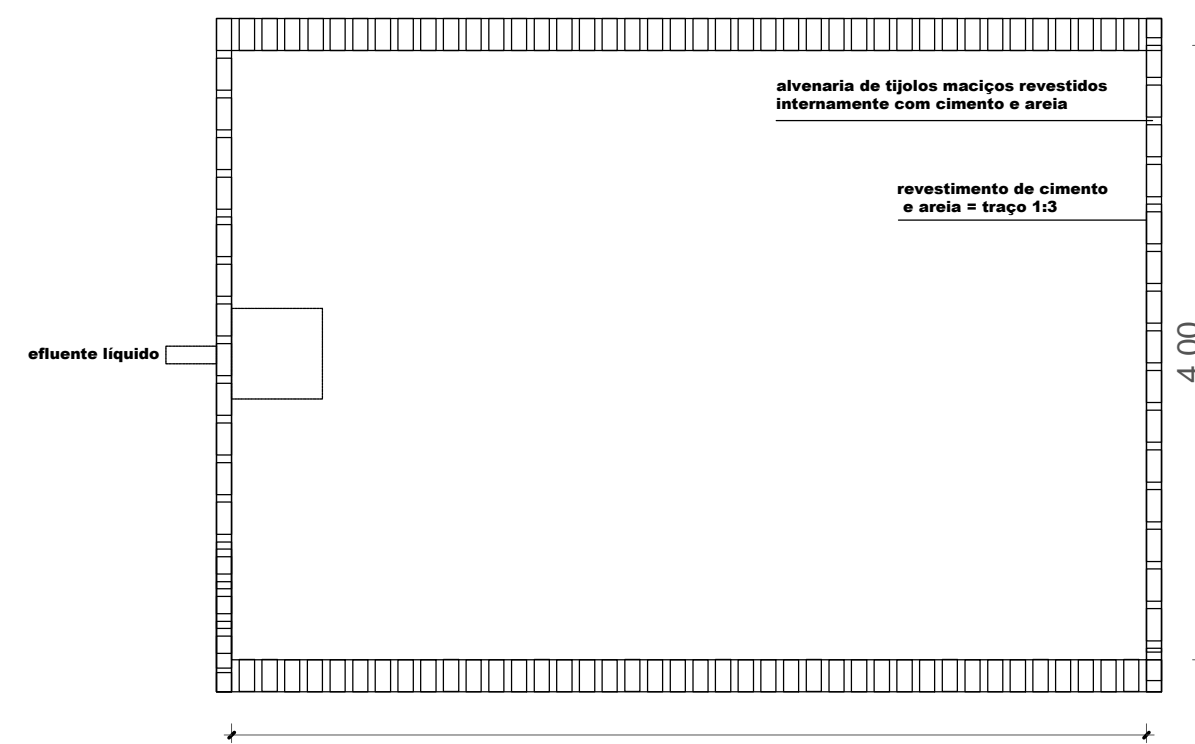 alvenaria de tijolos maciços revestidos
internamente com cimento e areia
revestimento de cimento
e areia = traço 1:3
efluente líquido
4.00